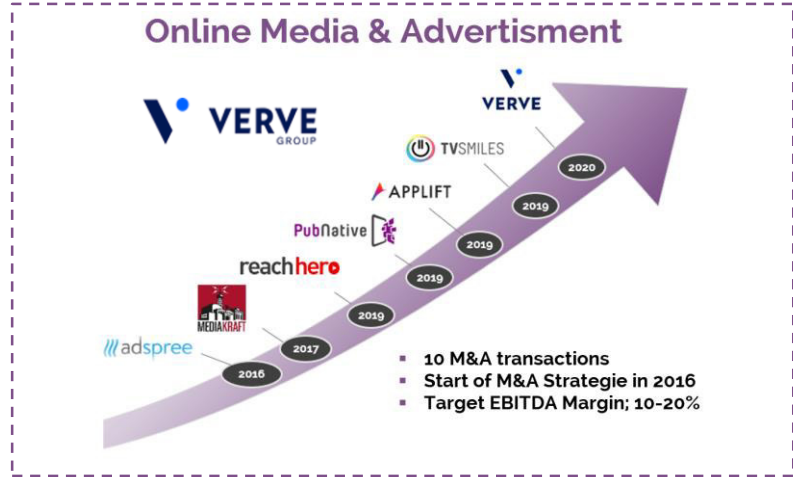 Online Media & Advertisment
VERVE
GROUP
VERVE
TVSMILES
APPLIFT
PubNative
reachhero
MEDIAKRAFT
adspree
2020
2019
2019
2019
2019
2017
2016
▪ 10 M&A transactions
▪ Start of M&A Strategie in 2016
▪ Target EBITDA Margin; 10-20%